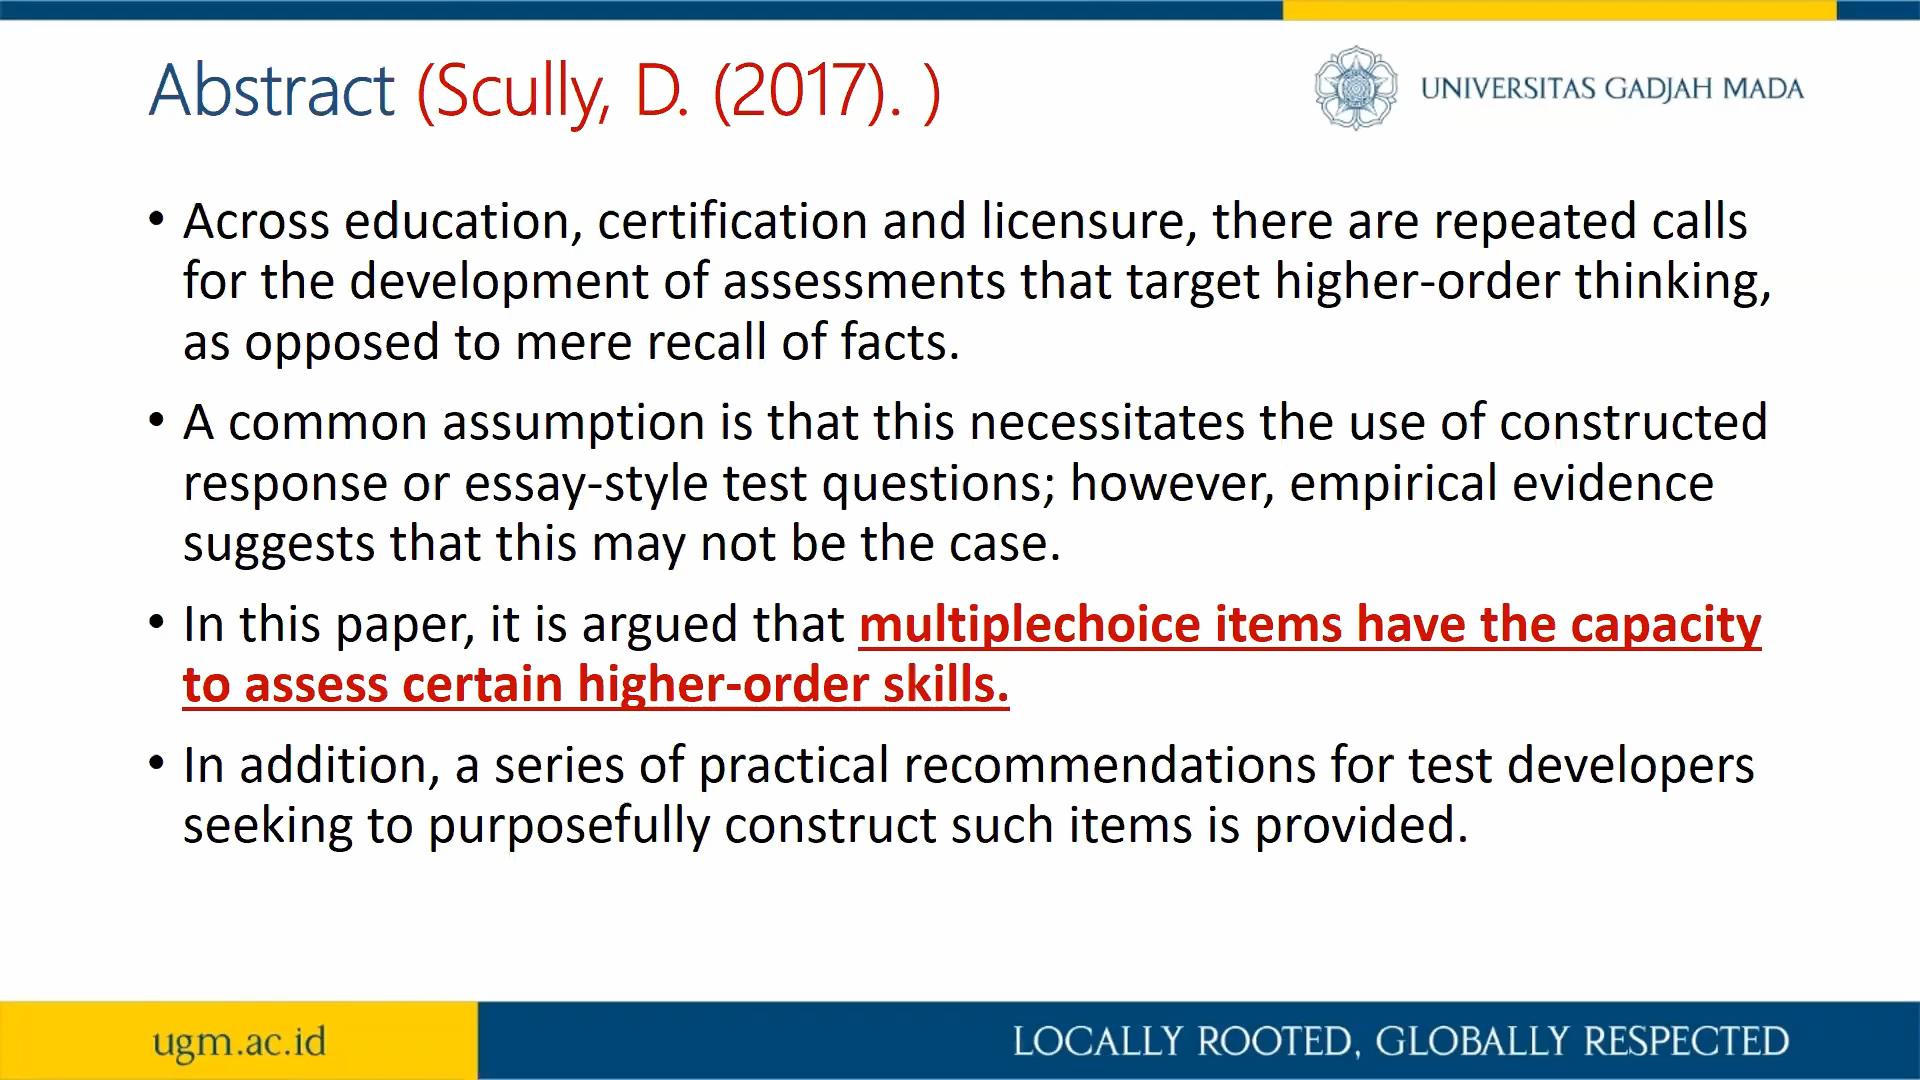 Abstract (Scully, D. (2017). )
UNIVERSITAS GADJAH MADA
• Across education, certification and licensure, there are repeated calls
for the development of assessments that target higher-order thinking,
as opposed to mere recall of facts.
• A common assumption is that this necessitates the use of constructed
response or essay-style test questions; however, empirical evidence
suggests that this may not be the case.
• In this paper, it is argued that multiplechoice items have the capacity
to assess certain higher-order skills.
• In addition, a series of practical recommendations for test developers
seeking to purposefully construct such items is provided.
ugm.ac.id
LOCALLY ROOTED, GLOBALLY RESPECTED